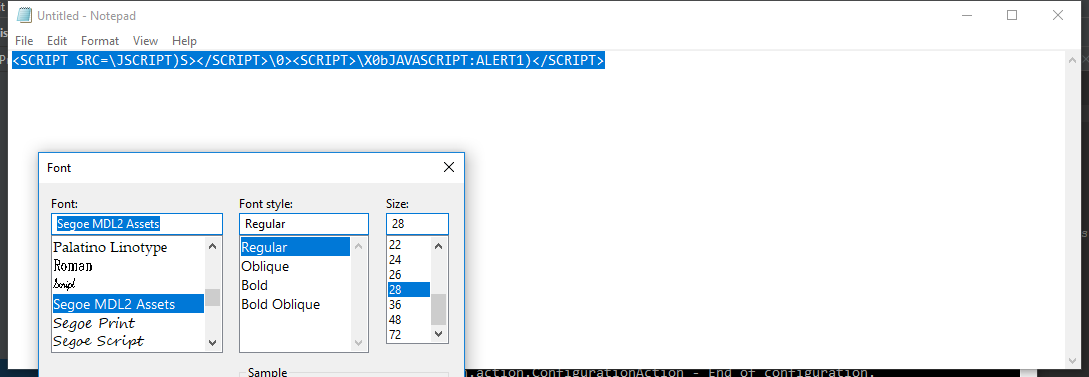 Untitled - Notepad
File Edit Format View Help
<SCRIPT SRC=\JSCRIPT)S></SCRIPT>\0><SCRIPT>\X0bJAVASCRIPT:ALERT1)</SCRIPT>
Font
Font: Font style: Size:
Segoe MDL2 Assets Regular 28
Palatino Linotype Regular 22
Roman Oblique 24
Script Bold 26
Segoe MDL2 Assets Bold Oblique 28
Segoe Print 36
Segoe Script 48
72
Sample
.action.ConfigurationAction - End of configuration.